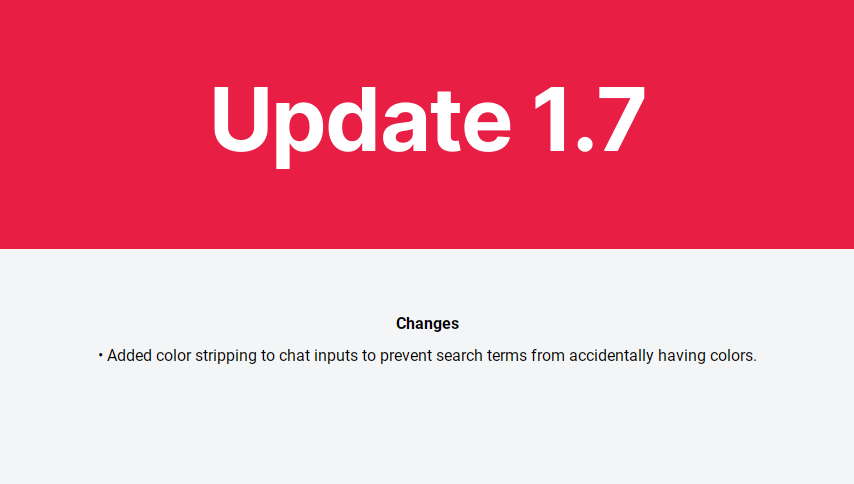 Update 1.7
Changes
• Added color stripping to chat inputs to prevent search terms from accidentally having colors.